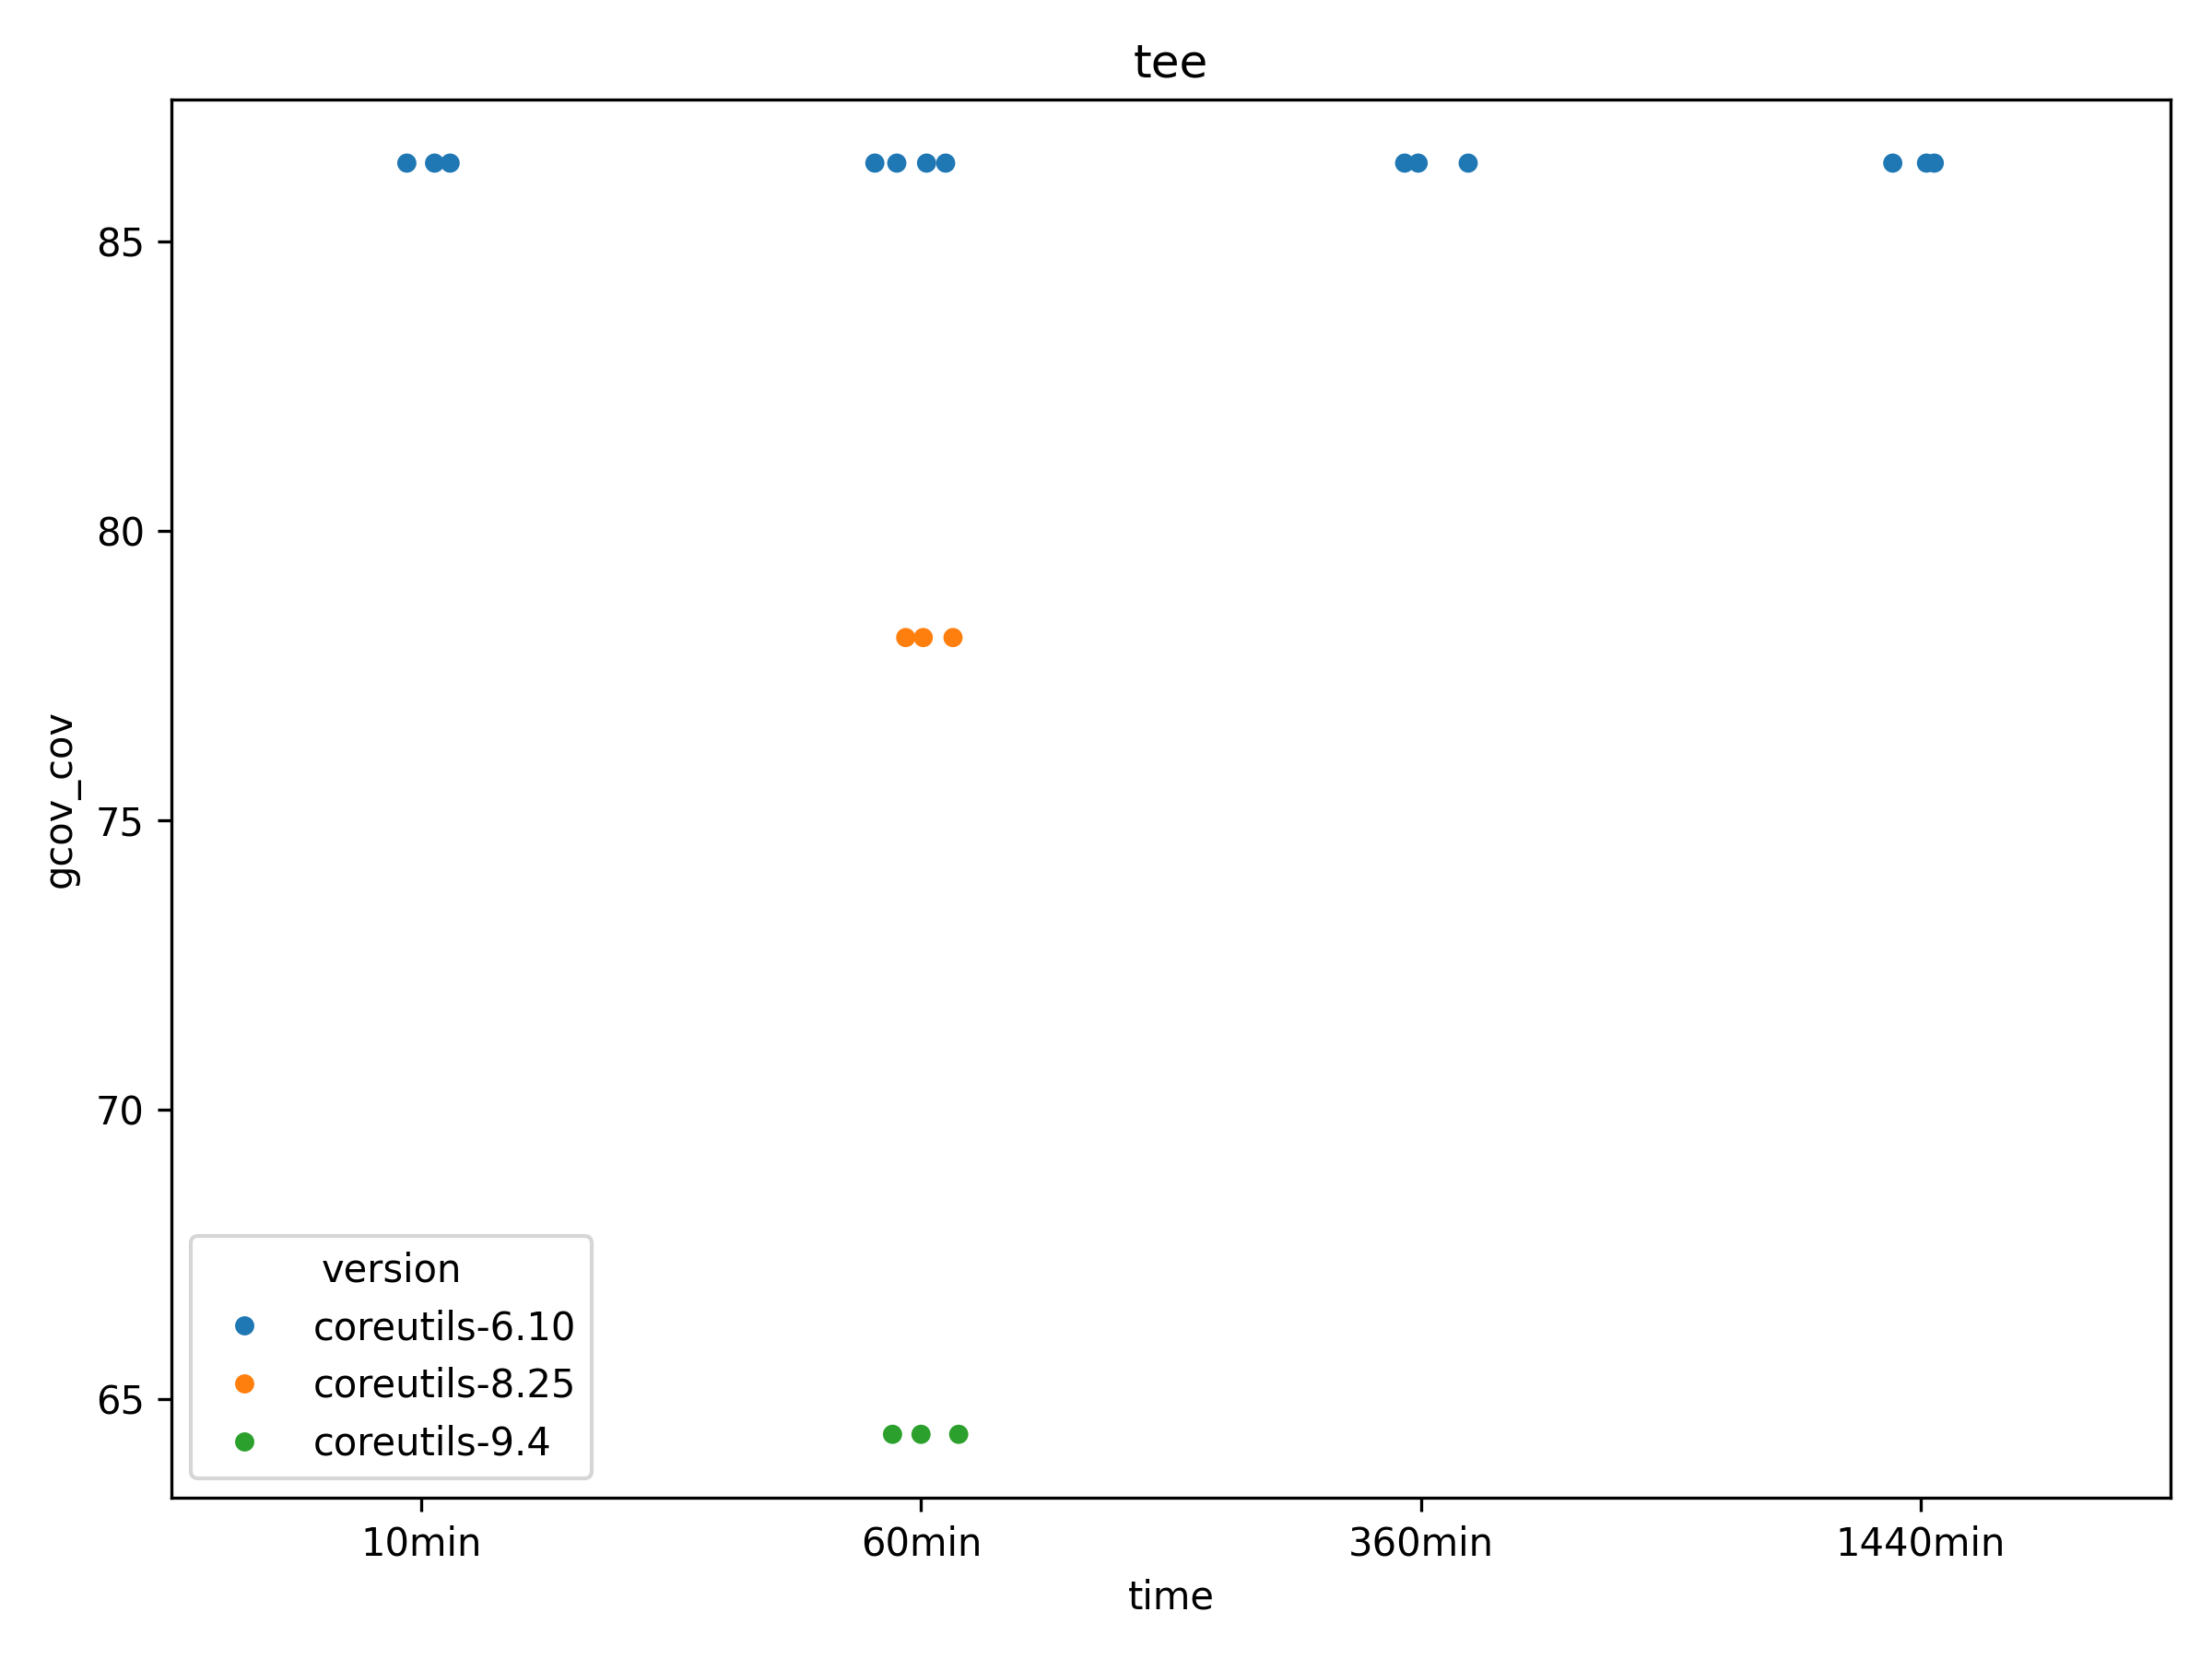 tee
gcov_cov
85
80
75
70
65
version
coreutils-6.10
coreutils-8.25
coreutils-9.4
10min
60min
360min
1440min
time